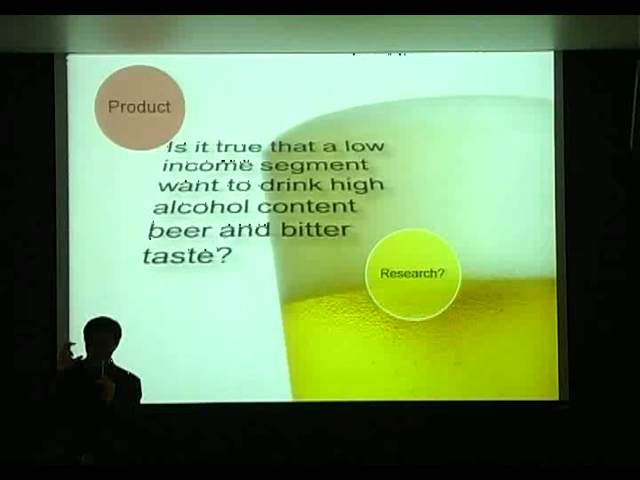 Product
Is it true that a low
income segment
want to drink high
alcohol content
beer and bitter
taste?
Research?